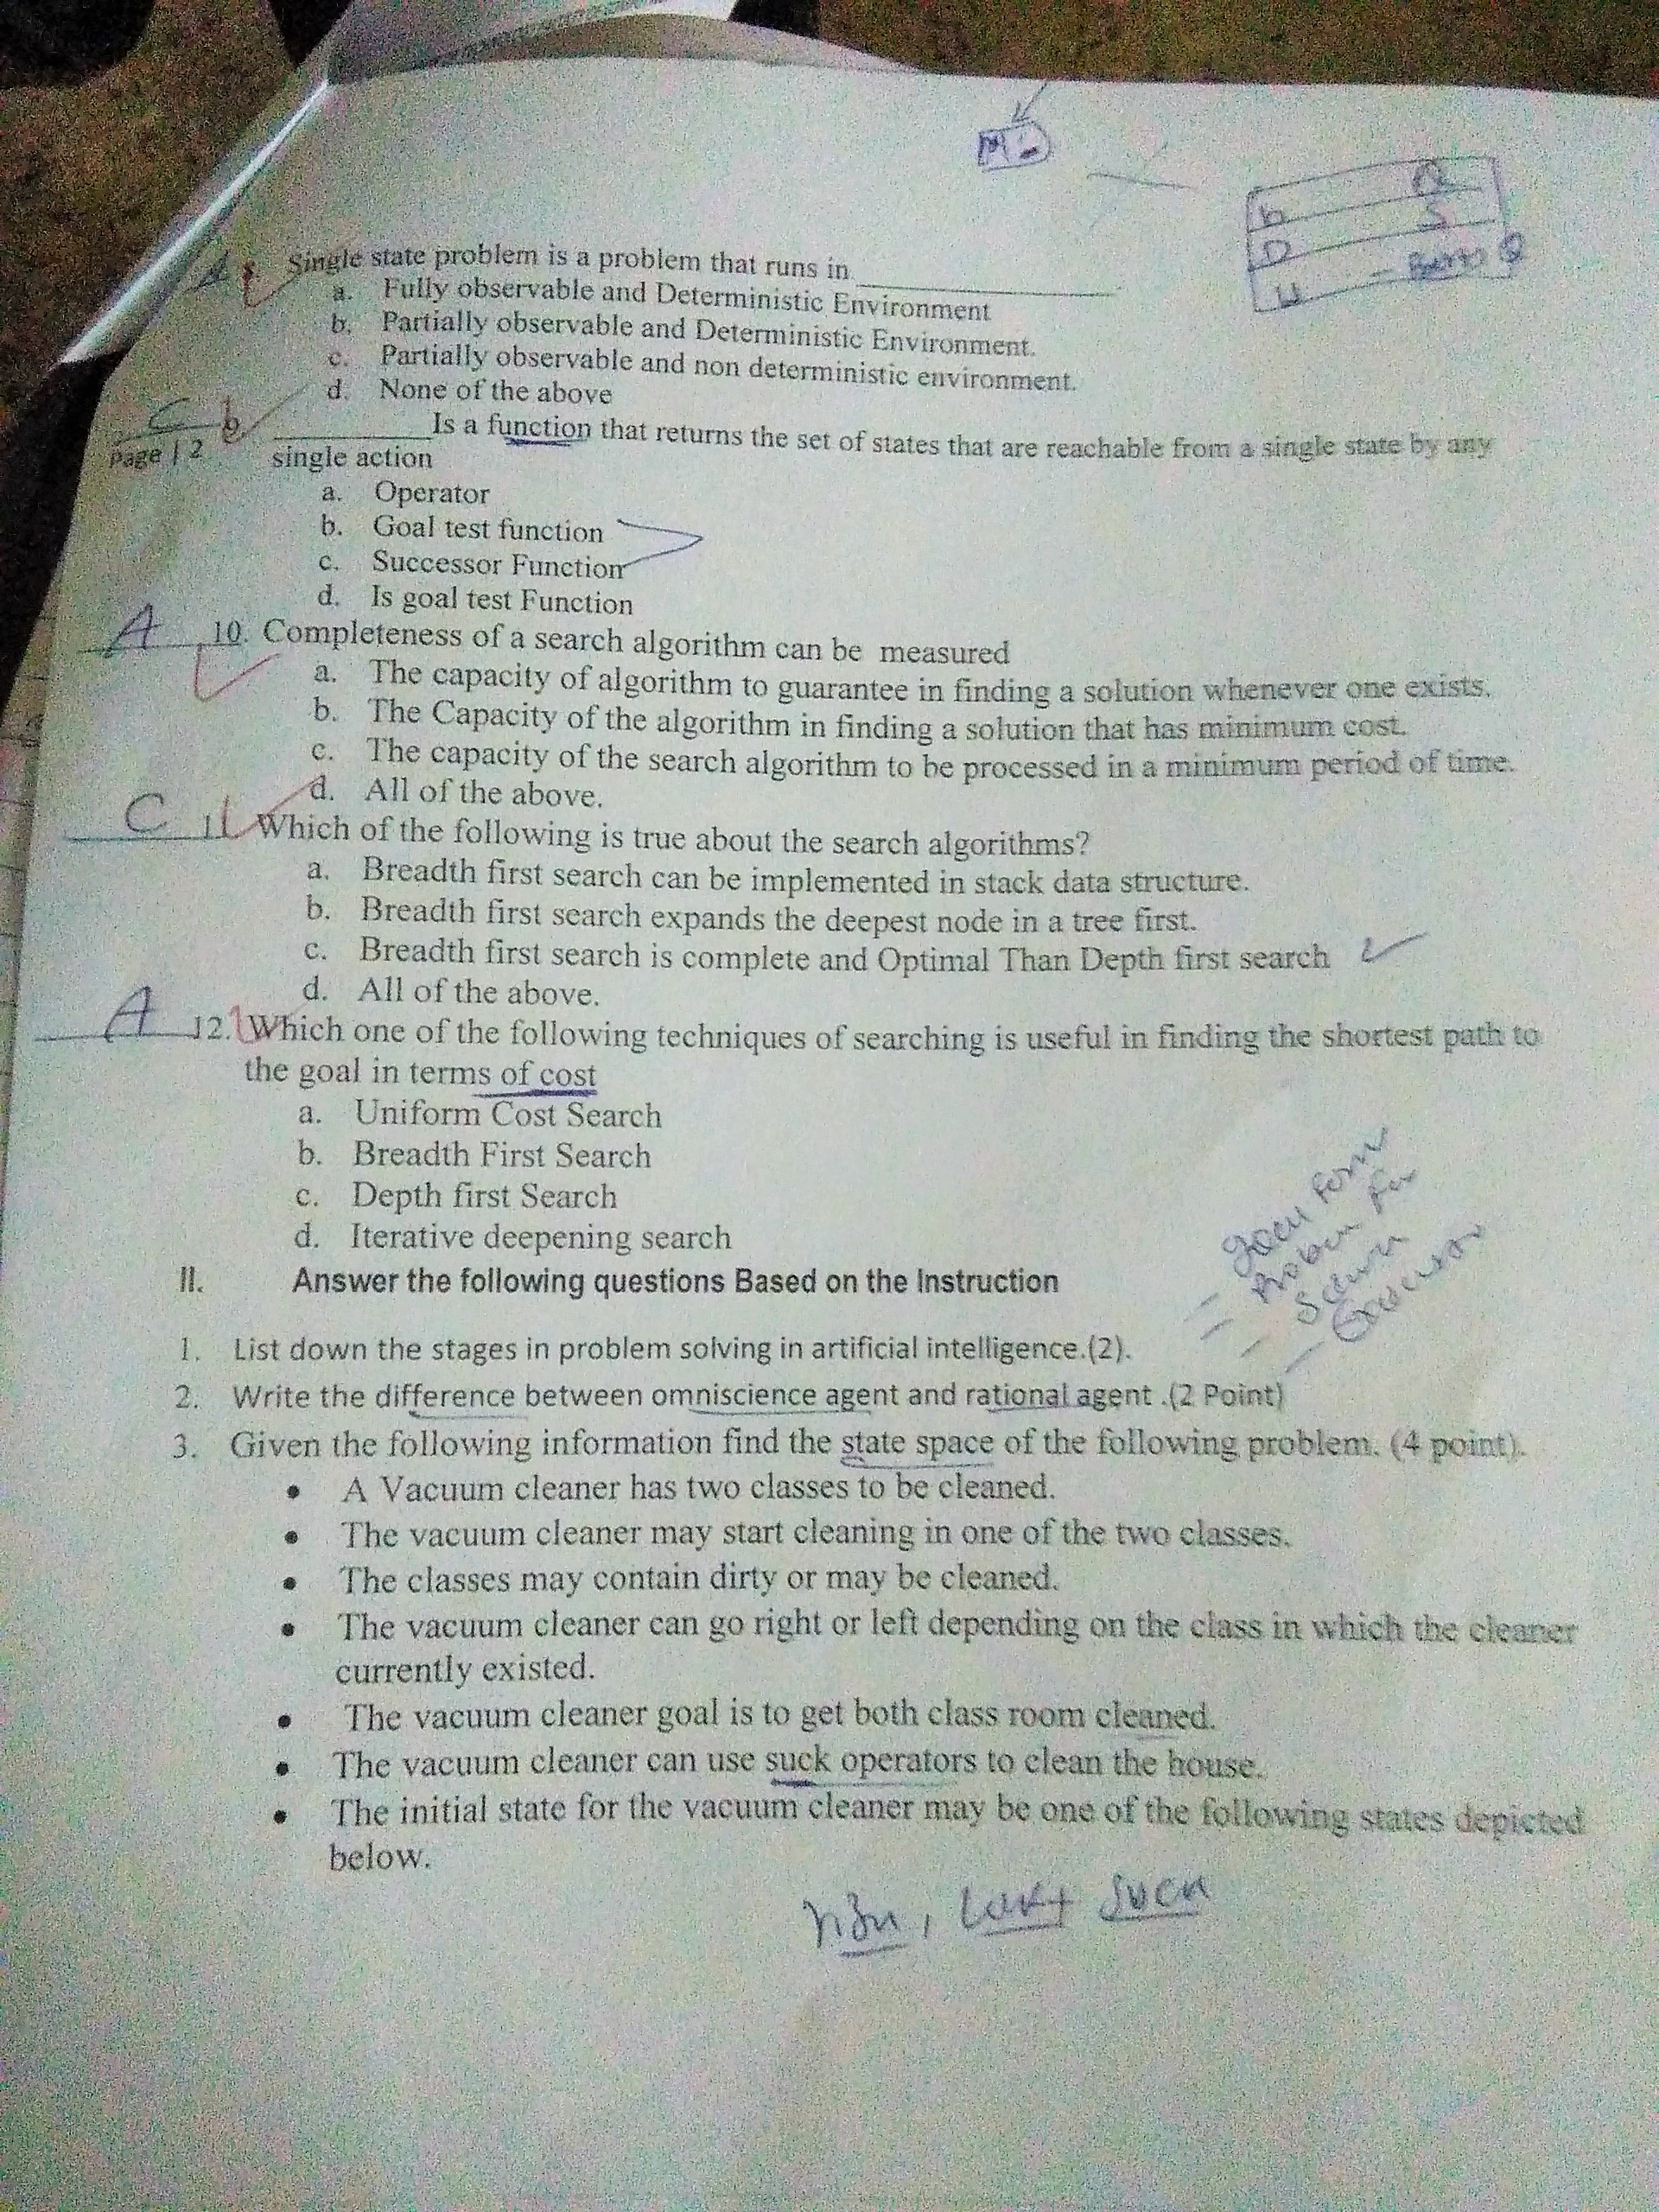 Single state problem is a problem that runs in ____________
a. Fully observable and Deterministic Environment
b. Partially observable and Deterministic Environment.
c. Partially observable and non deterministic environment.
d. None of the above
C
Page | 2
__________Is a function that returns the set of states that are reachable from a single state by any
single action
a. Operator
b. Goal test function
c. Successor Function
d. Is goal test Function
A 10. Completeness of a search algorithm can be measured
a. The capacity of algorithm to guarantee in finding a solution whenever one exists.
b. The Capacity of the algorithm in finding a solution that has minimum cost.
c. The capacity of the search algorithm to be processed in a minimum period of time.
d. All of the above.
C 11. Which of the following is true about the search algorithms?
a. Breadth first search can be implemented in stack data structure.
b. Breadth first search expands the deepest node in a tree first.
c. Breadth first search is complete and Optimal Than Depth first search
d. All of the above.
A 12. Which one of the following techniques of searching is useful in finding the shortest path to
the goal in terms of cost
a. Uniform Cost Search
b. Breadth First Search
c. Depth first Search
d. Iterative deepening search
II. Answer the following questions Based on the Instruction
1. List down the stages in problem solving in artificial intelligence.(2).
2. Write the difference between omniscience agent and rational agent .(2 Point)
3. Given the following information find the state space of the following problem. (4 point).
• A Vacuum cleaner has two classes to be cleaned.
• The vacuum cleaner may start cleaning in one of the two classes.
• The classes may contain dirty or may be cleaned.
• The vacuum cleaner can go right or left depending on the class in which the cleaner
currently existed.
• The vacuum cleaner goal is to get both class room cleaned.
• The vacuum cleaner can use suck operators to clean the house.
• The initial state for the vacuum cleaner may be one of the following states depicted
below.